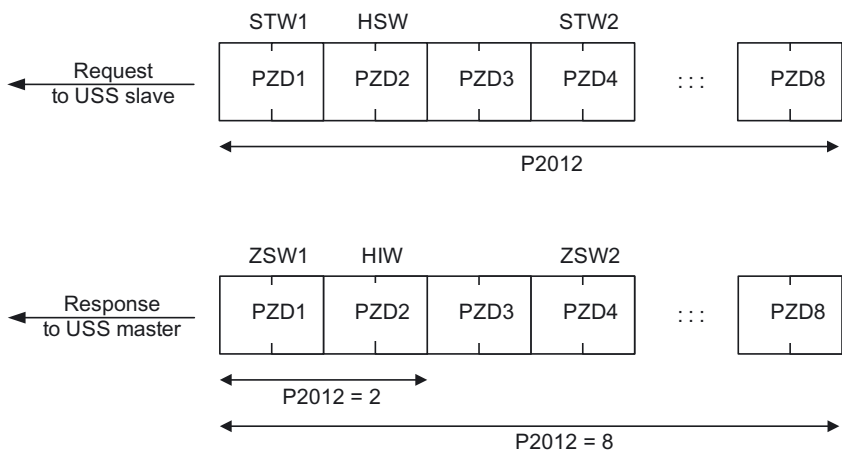 STW1 HSW STW2
Request
to USS slave
PZD1 PZD2 PZD3 PZD4 : : : PZD8
P2012
ZSW1 HIW ZSW2
Response
to USS master
PZD1 PZD2 PZD3 PZD4 : : : PZD8
P2012 = 2
P2012 = 8